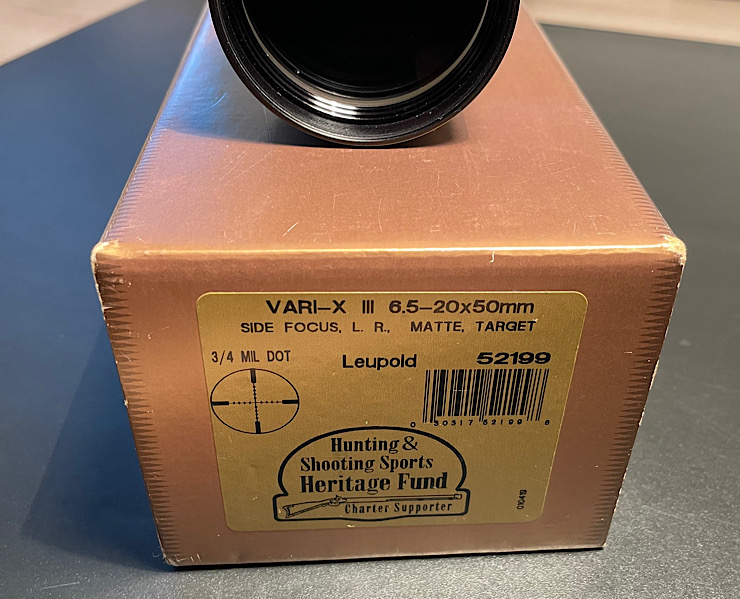 VARI–X III 6.5–20x50mm
SIDE FOCUS, L. R., MATTE, TARGET
3/4 MIL DOT
Leupold 52199
0 30317 52199 6
Hunting &
Shooting Sports
Heritage Fund
Charter Supporter
010419